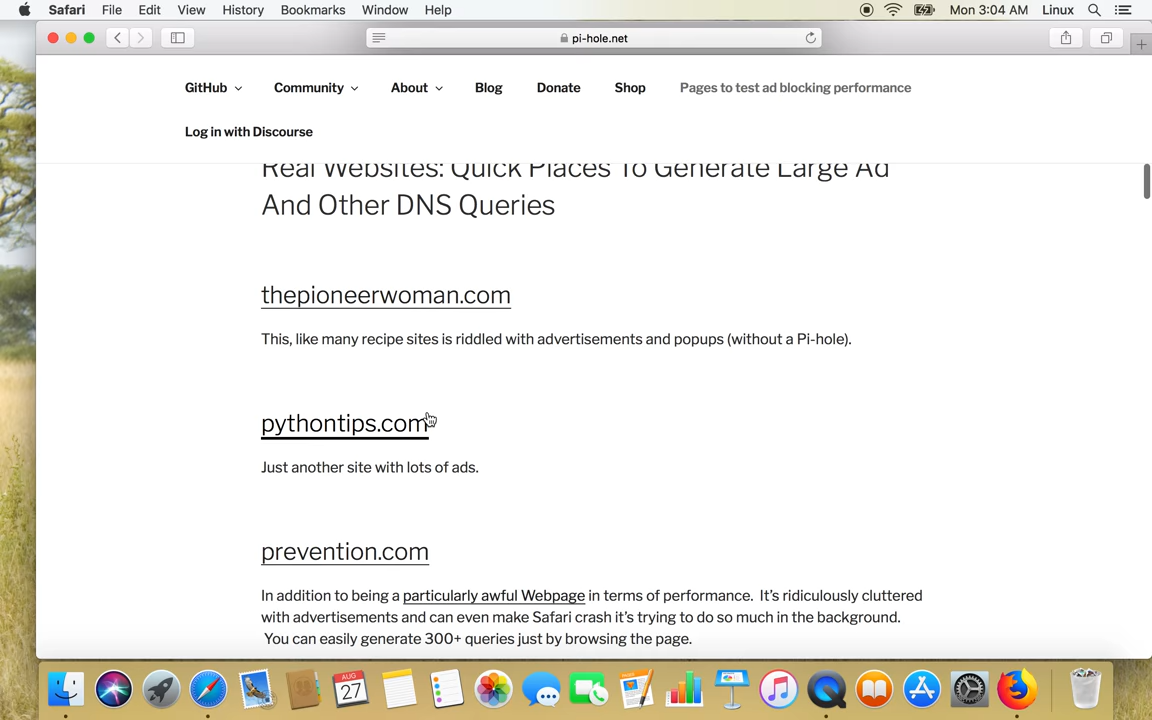 Safari File Edit View History Bookmarks Window Help Mon 3:04 AM Linux
pi-hole.net
GitHub Community About Blog Donate Shop Pages to test ad blocking performance
Log in with Discourse
Real Websites: Quick Places To Generate Large Ad
And Other DNS Queries
thepioneerwoman.com
This, like many recipe sites is riddled with advertisements and popups (without a Pi-hole).
pythontips.com
Just another site with lots of ads.
prevention.com
In addition to being a particularly awful Webpage in terms of performance. It’s ridiculously cluttered
with advertisements and can even make Safari crash it’s trying to do so much in the background.
You can easily generate 300+ queries just by browsing the page.
AUG
27